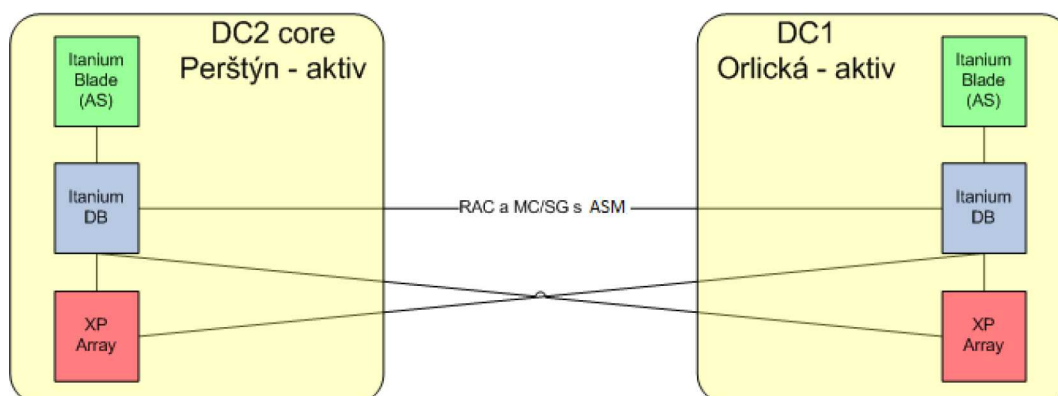 DC2 core
Perštýn - aktiv
Itanium
Blade
(AS)
Itanium
DB
XP
Array
RAC a MC/SG s ASM
DC1
Orlická - aktiv
Itanium
Blade
(AS)
Itanium
DB
XP
Array